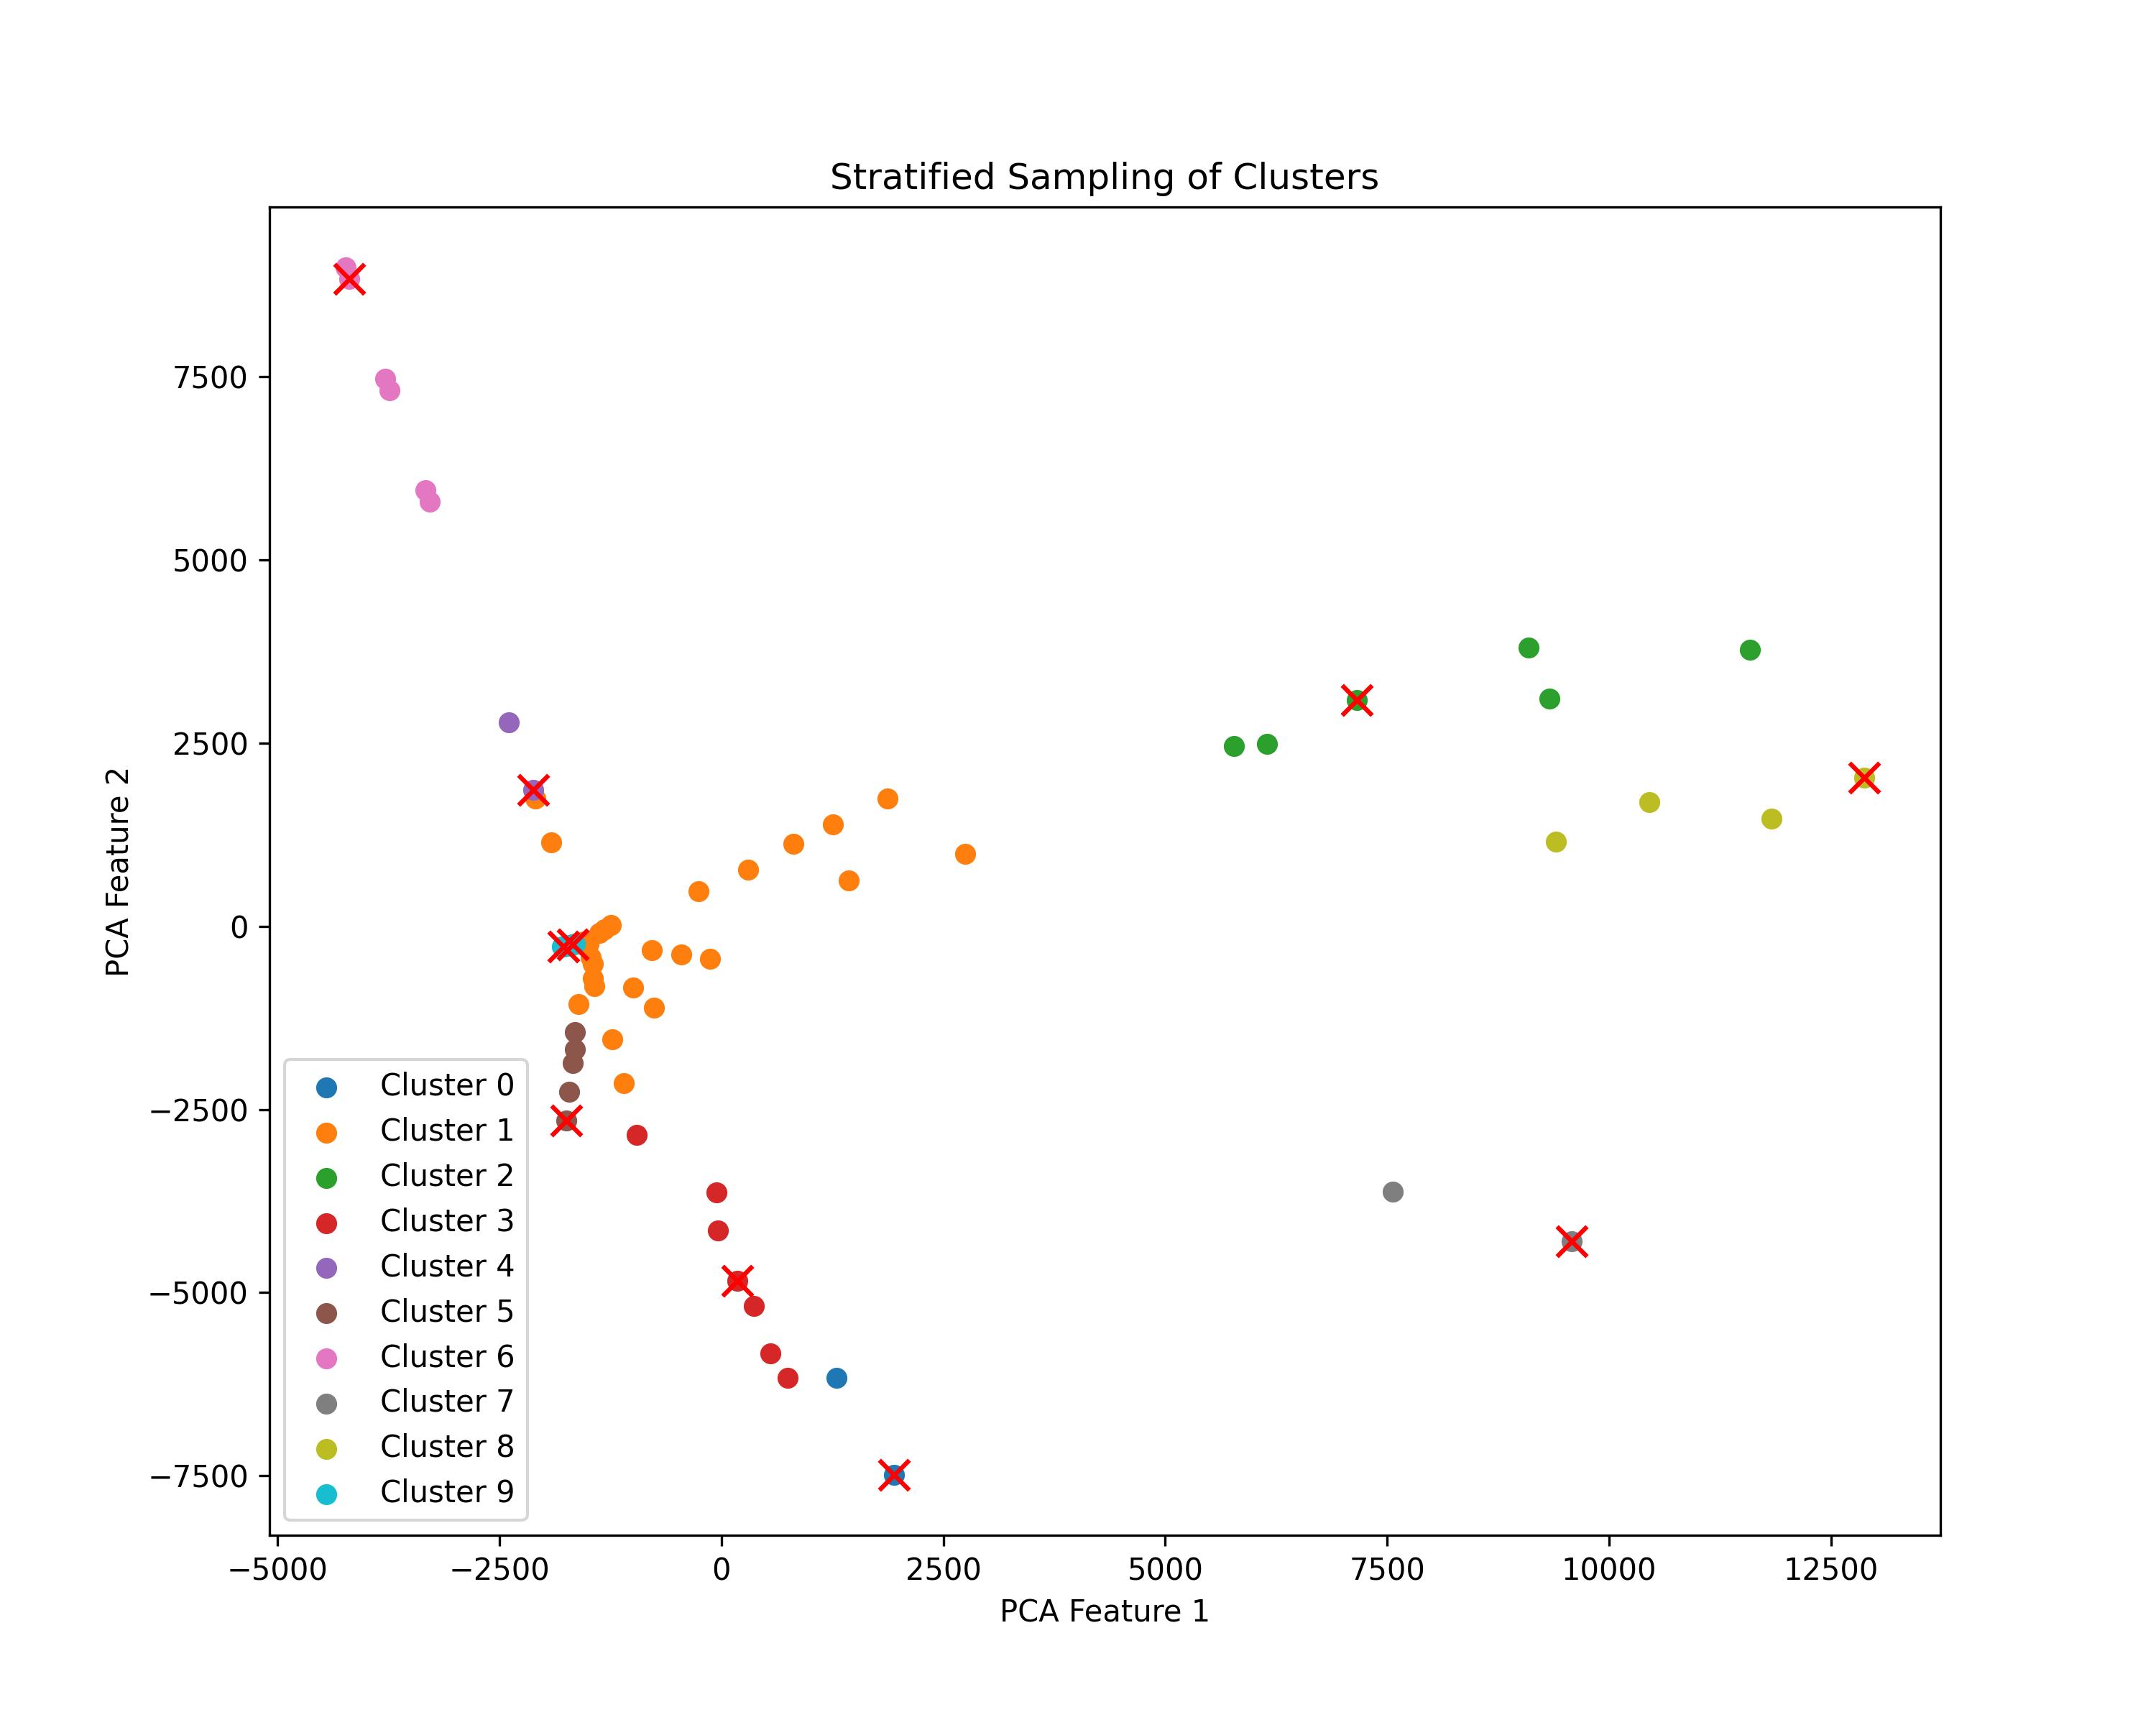 Stratified Sampling of Clusters
PCA Feature 2
7500
5000
2500
0
−2500
−5000
−7500
Cluster 0
Cluster 1
Cluster 2
Cluster 3
Cluster 4
Cluster 5
Cluster 6
Cluster 7
Cluster 8
Cluster 9
−5000 −2500 0 2500 5000 7500 10000 12500
PCA Feature 1